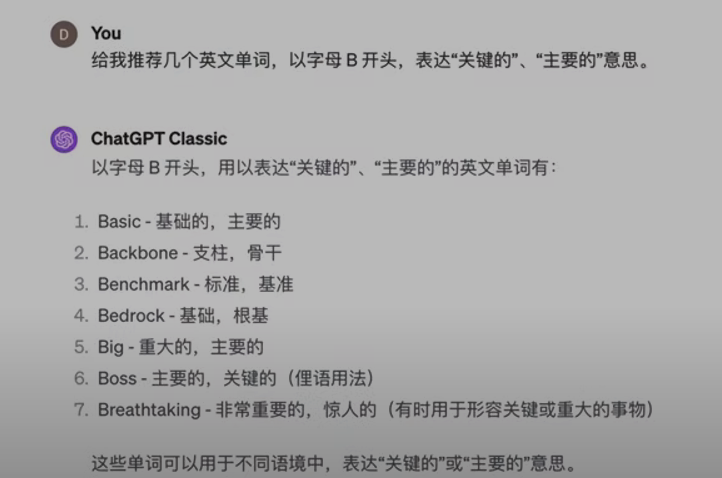 D
You
给我推荐几个英文单词，以字母 B 开头，表达“关键的”、“主要的”意思。
ChatGPT Classic
以字母 B 开头，用以表达“关键的”、“主要的”的英文单词有：
1. Basic - 基础的，主要的
2. Backbone - 支柱，骨干
3. Benchmark - 标准，基准
4. Bedrock - 基础，根基
5. Big - 重大的，主要的
6. Boss - 主要的，关键的（俚语用法）
7. Breathtaking - 非常重要的，惊人的（有时用于形容关键或重大的事物）
这些单词可以用于不同语境中，表达“关键的”或“主要的”意思。